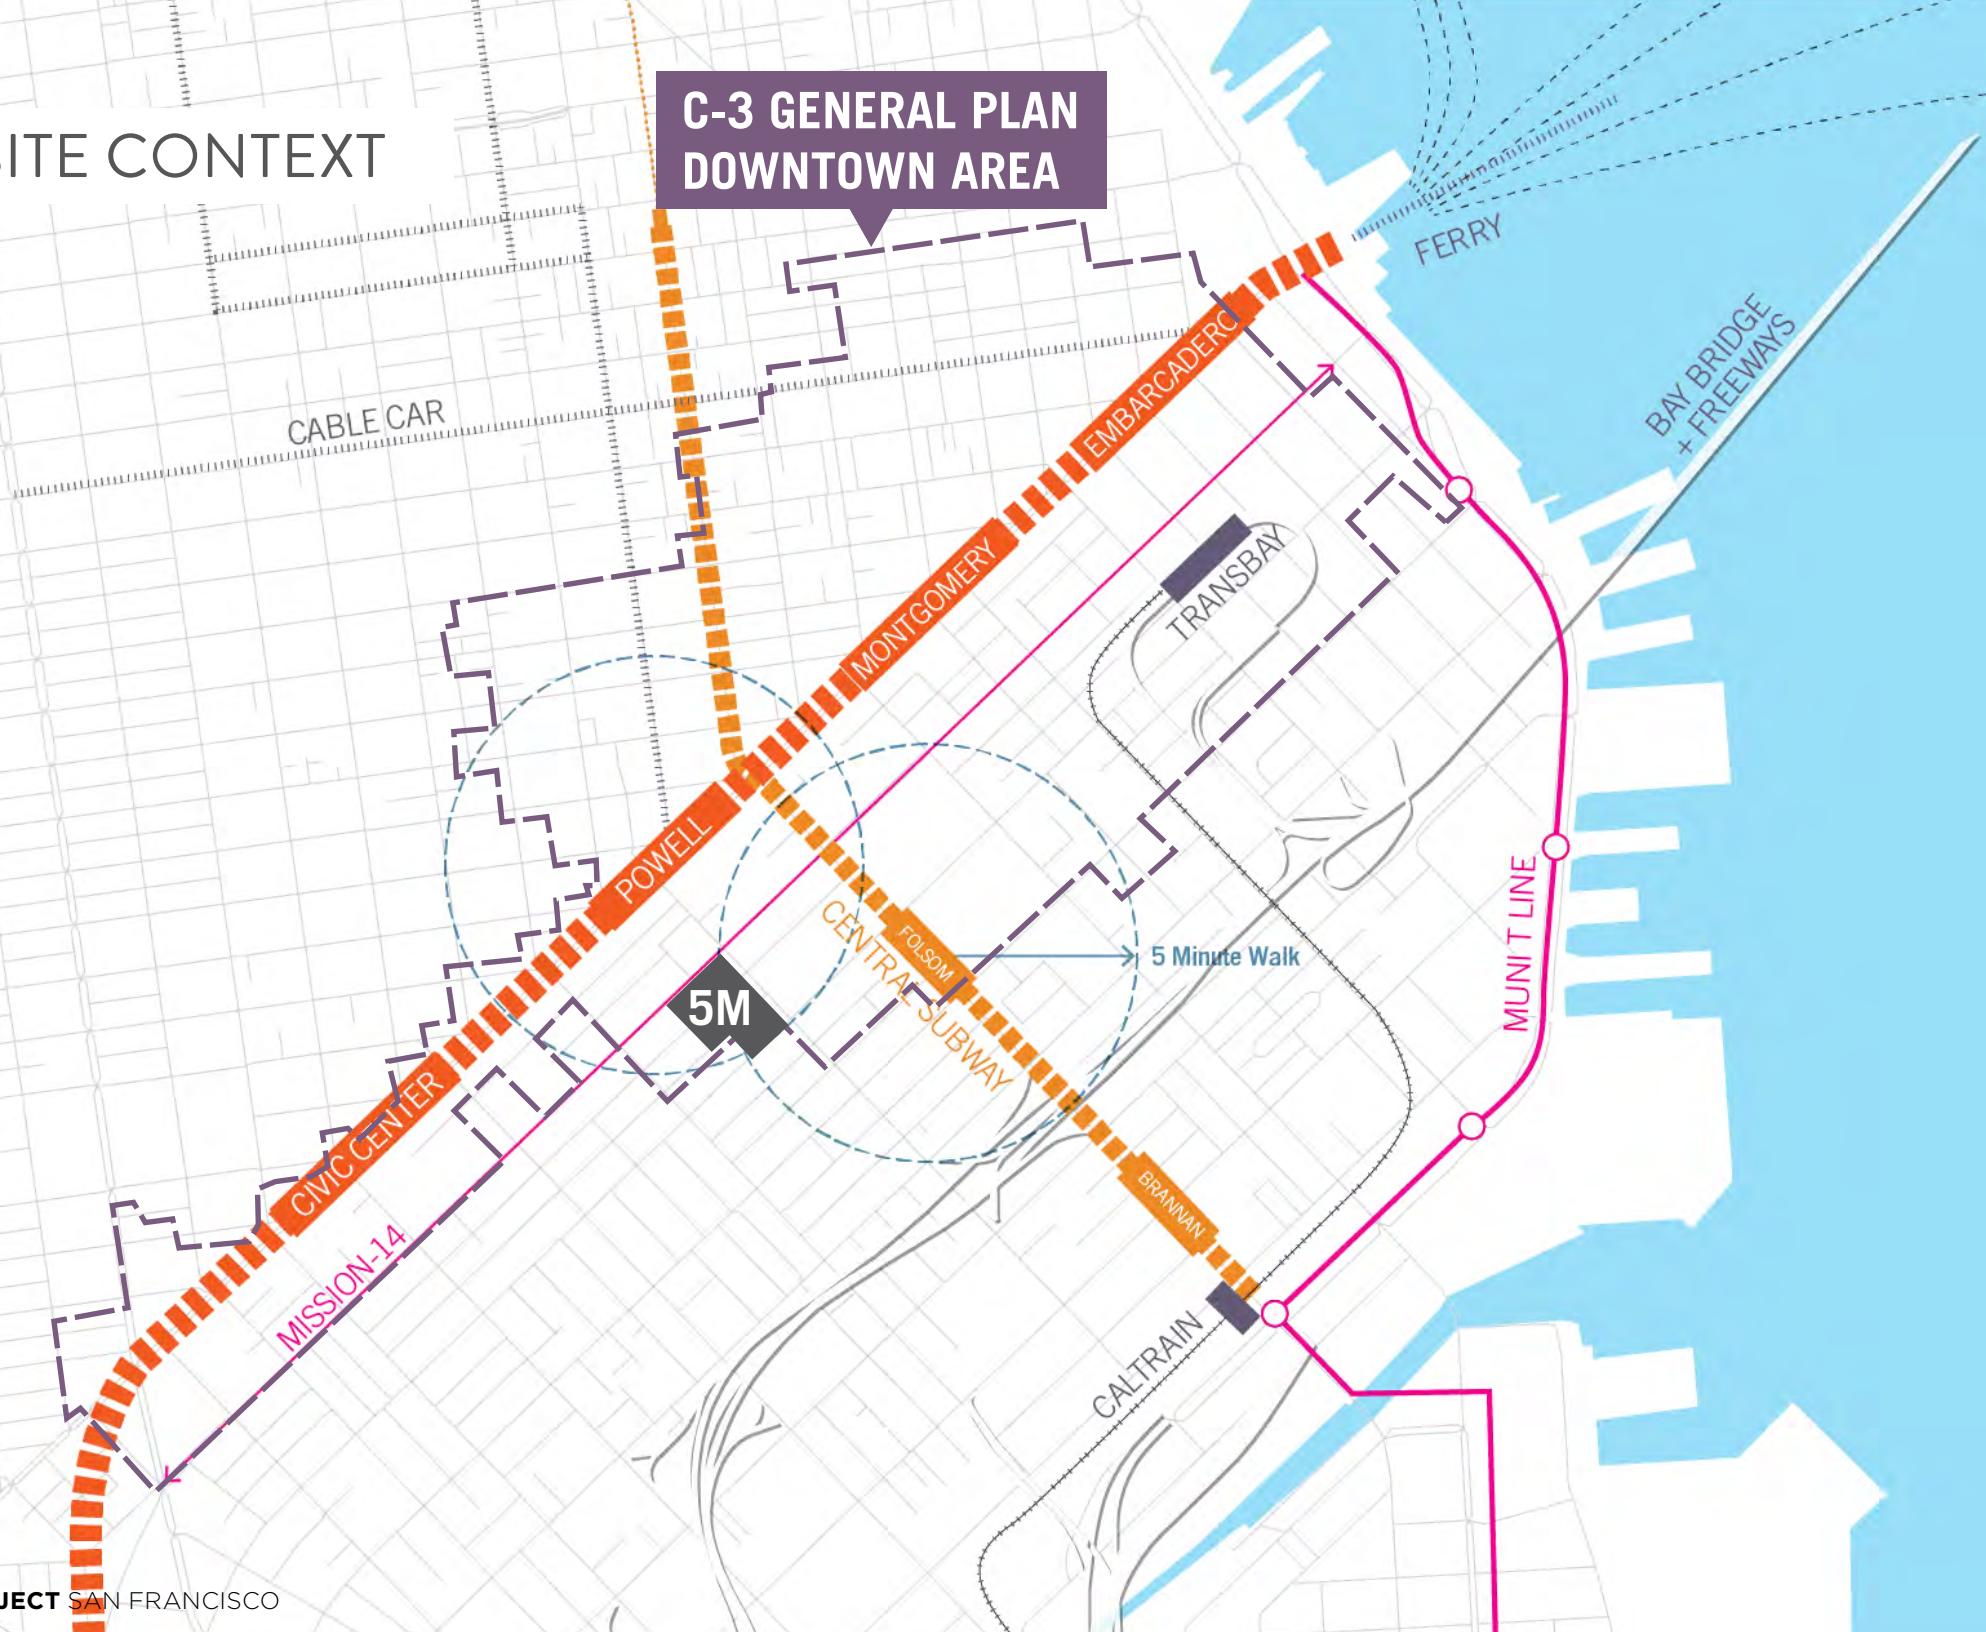 ITE CONTEXT
C-3 GENERAL PLAN
DOWNTOWN AREA
FERRY
BAY BRIDGE
+ FREEWAYS
EMBARCADERO
CABLE CAR
MONTGOMERY
TRANSBAY
POWELL
CENTRAL SUBWAY
FOLSOM
5 Minute Walk
MUNI T LINE
5M
CIVIC CENTER
BRANNAN
MISSION-14
CALTRAIN
JECT SAN FRANCISCO